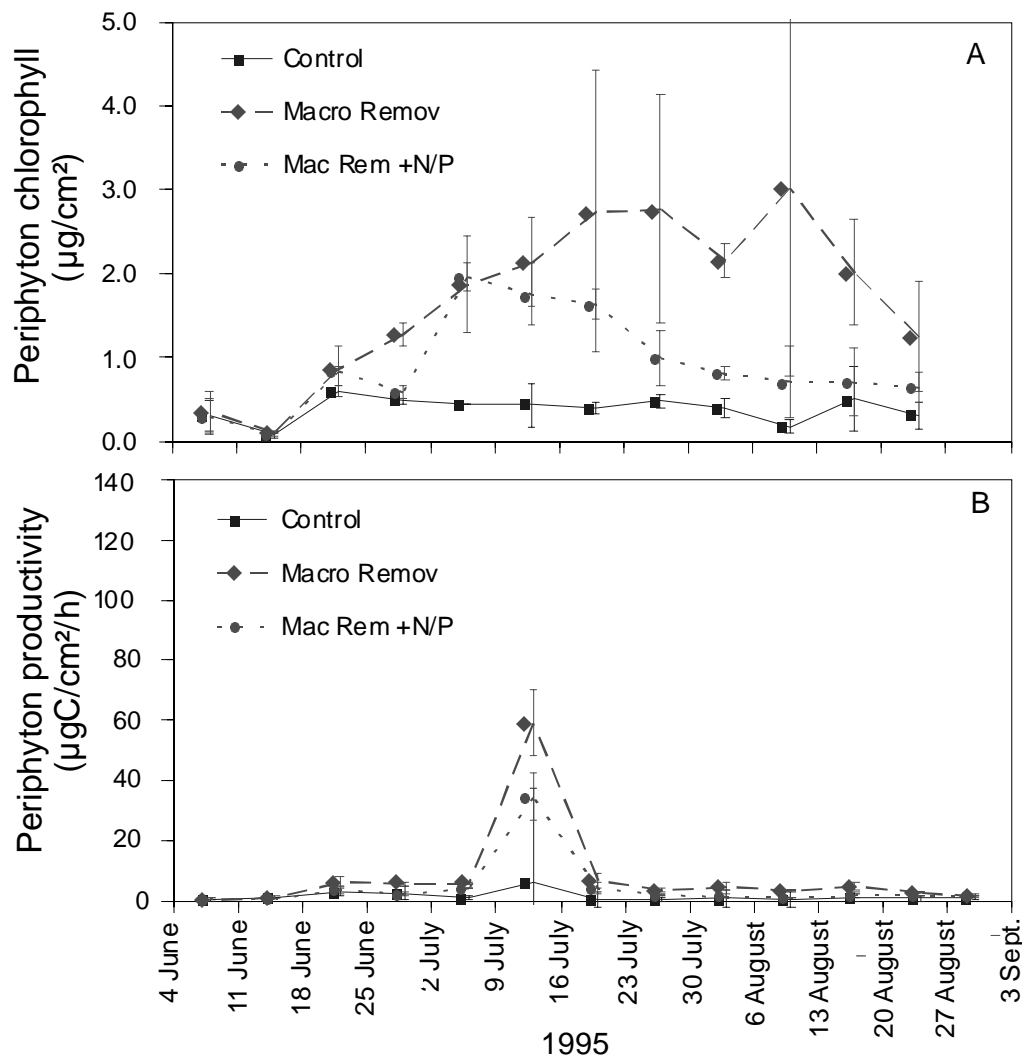 A
Control
Macro Remov
Mac Rem +N/P
Periphyton chlorophyll
(µg/cm²)
5.0
4.0
3.0
2.0
1.0
0.0
B
Control
Macro Remov
Mac Rem +N/P
Periphyton productivity
(µgC/cm²/h)
140
120
100
80
60
40
20
0
4 June
11 June
18 June
25 June
2 July
9 July
16 July
23 July
30 July
6 August
13 August
20 August
27 August
3 Sept.
1995